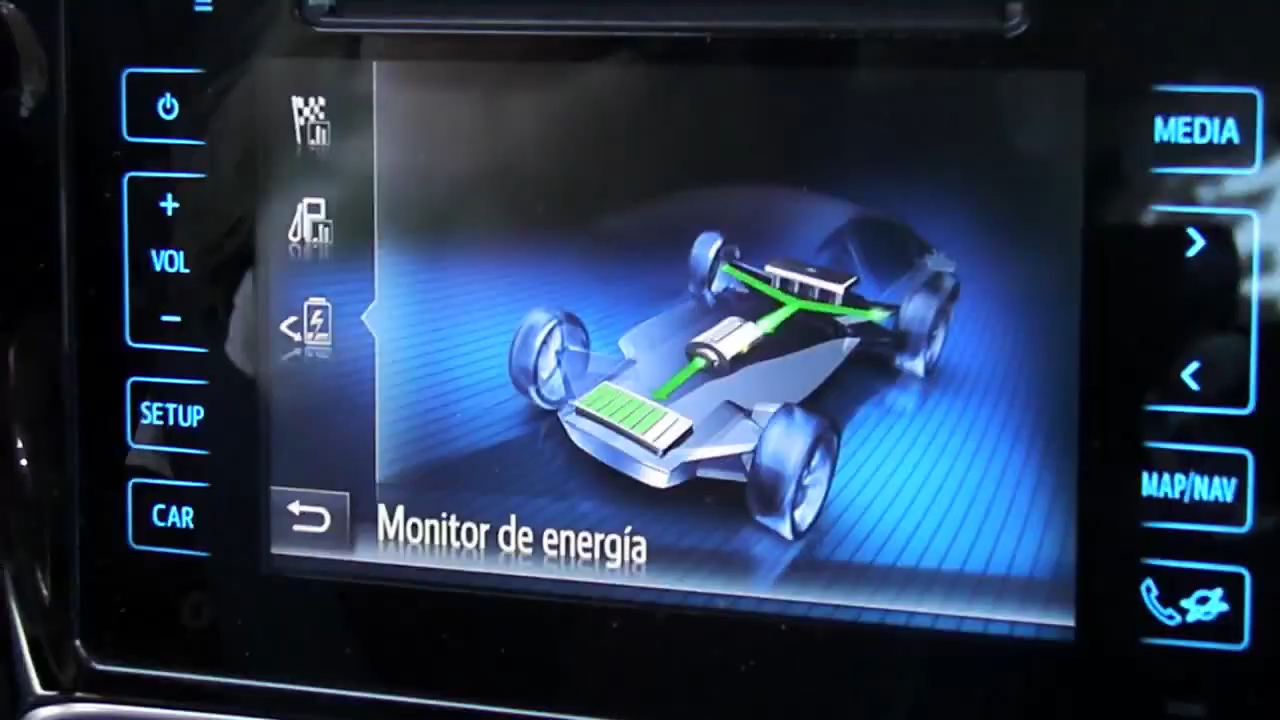 +
VOL
−
SETUP
CAR
Monitor de energía
MEDIA
>
<
MAP/NAV